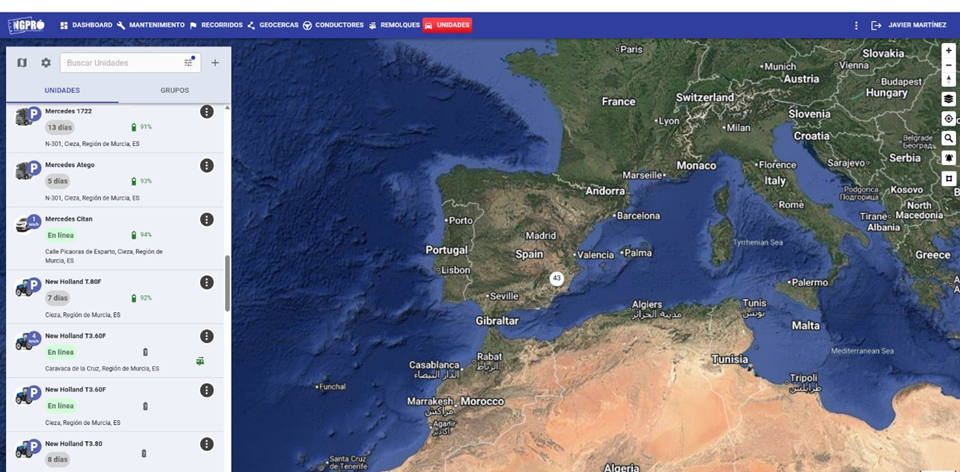 NGPRO
DASHBOARD
MANTENIMIENTO
RECORRIDOS
GEOCERCAS
CONDUCTORES
REMOLQUES
UNIDADES
JAVIER MARTÍNEZ
Buscar Unidades
UNIDADES
GRUPOS
Mercedes 1722
P
13 días
91%
N-301, Cieza, Región de Murcia, ES
Mercedes Atego
P
5 días
93%
N-301, Cieza, Región de Murcia, ES
Mercedes Citan
1
km/h
En línea
94%
Calle Picaoras de Esparto, Cieza, Región de
Murcia, ES
New Holland T.80F
P
7 días
92%
Cieza, Región de Murcia, ES
New Holland T3.60F
4
km/h
En línea
Caravaca de la Cruz, Región de Murcia, ES
New Holland T3.60F
P
En línea
Cieza, Región de Murcia, ES
New Holland T3.80
P
8 días
Paris
Munich
Slovakia
Vienna
Austria
Budapest
Hungary
France
Switzerland
Slovenia
Lyon
Milan
Croatia
Belgrade
Београд
Monaco
Florence
Sarajevo
Serbia
Marseille
Italy
Andorra
Podgorica
Подгорица
Kosovo
Rome
North
Macedonia
Barcelona
Tirane
Albania
Porto
Madrid
Tyrrhenian Sea
Portugal
Spain
Valencia
Palma
Greece
Lisbon
43
Palermo
Seville
Algiers
مدينة الجزائر
Tunis
تونس
Gibraltar
Malta
Mediterranean Sea
Rabat
الرباط
Casablanca
الدار البيضاء
Tunisia
Tripoli
طرابلس
Funchal
Marrakesh
مراكش
Morocco
Agadir
أكادير
Santa Cruz
de Tenerife
Algeria